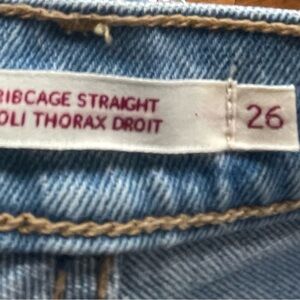 RIBCAGE STRAIGHT
OLI THORAX DROIT
26